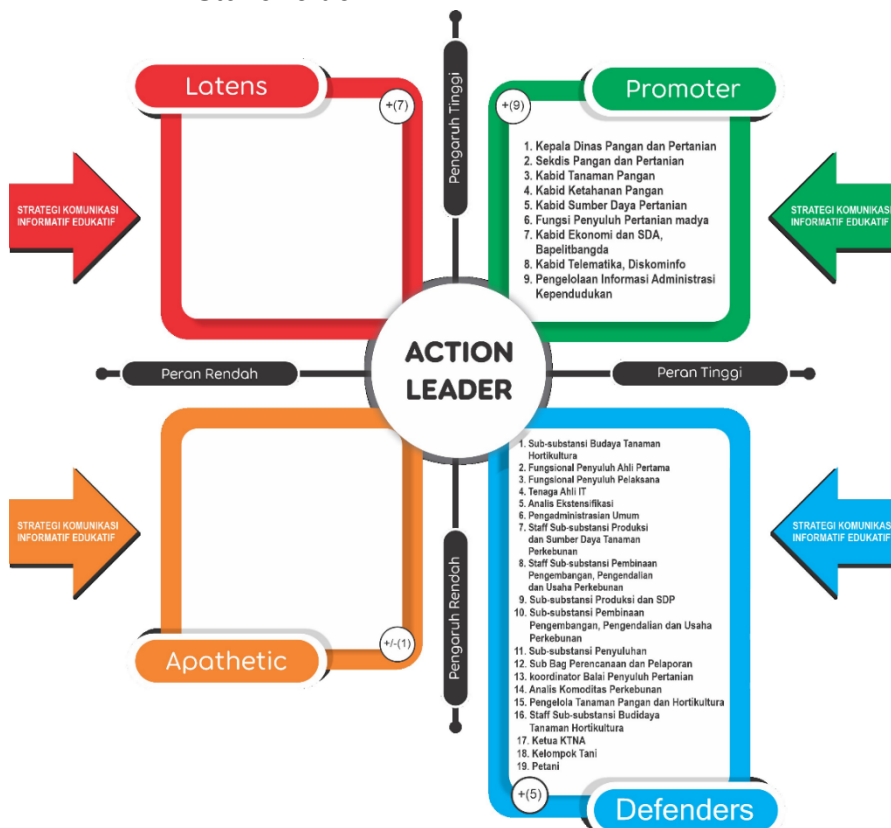 Latens
+(7)
STRATEGI KOMUNIKASI
INFORMATIF EDUKATIF
Pengaruh Tinggi
Promoter
+(9)
1. Kepala Dinas Pangan dan Pertanian
2. Sekdis Pangan dan Pertanian
3. Kabid Tanaman Pangan
4. Kabid Ketahanan Pangan
5. Kabid Sumber Daya Pertanian
6. Fungsi Penyuluh Pertanian madya
7. Kabid Ekonomi dan SDA,
Bapelitbangda
8. Kabid Telematika, Diskominfo
9. Pengelolaan Informasi Administrasi
Kependudukan
STRATEGI KOMUNIKASI
INFORMATIF EDUKATIF
Peran Rendah
ACTION
LEADER
Peran Tinggi
STRATEGI KOMUNIKASI
INFORMATIF EDUKATIF
+/-(1)
Apathetic
Pengaruh Rendah
1. Sub-substansi Budaya Tanaman
Hortikultura
2. Fungsional Penyuluh Ahli Pertama
3. Fungsional Penyuluh Pelaksana
4. Tenaga Ahli IT
5. Analis Ekstensifikasi
6. Pengadministrasian Umum
7. Staff Sub-substansi Produksi
dan Sumber Daya Tanaman
Perkebunan
8. Staff Sub-substansi Pembinaan
Pengembangan, Pengendalian
dan Usaha Perkebunan
9. Sub-substansi Produksi dan SDP
10. Sub-substansi Pembinaan
Pengembangan, Pengendalian dan Usaha
Perkebunan
11. Sub-substansi Penyuluhan
12. Sub Bag Perencanaan dan Pelaporan
13. koordinator Balai Penyuluh Pertanian
14. Analis Komoditas Perkebunan
15. Pengelola Tanaman Pangan dan Hortikultura
16. Staff Sub-substansi Budidaya
Tanaman Hortikultura
17. Ketua KTNA
18. Kelompok Tani
19. Petani
+(5)
Defenders
STRATEGI KOMUNIKASI
INFORMATIF EDUKATIF